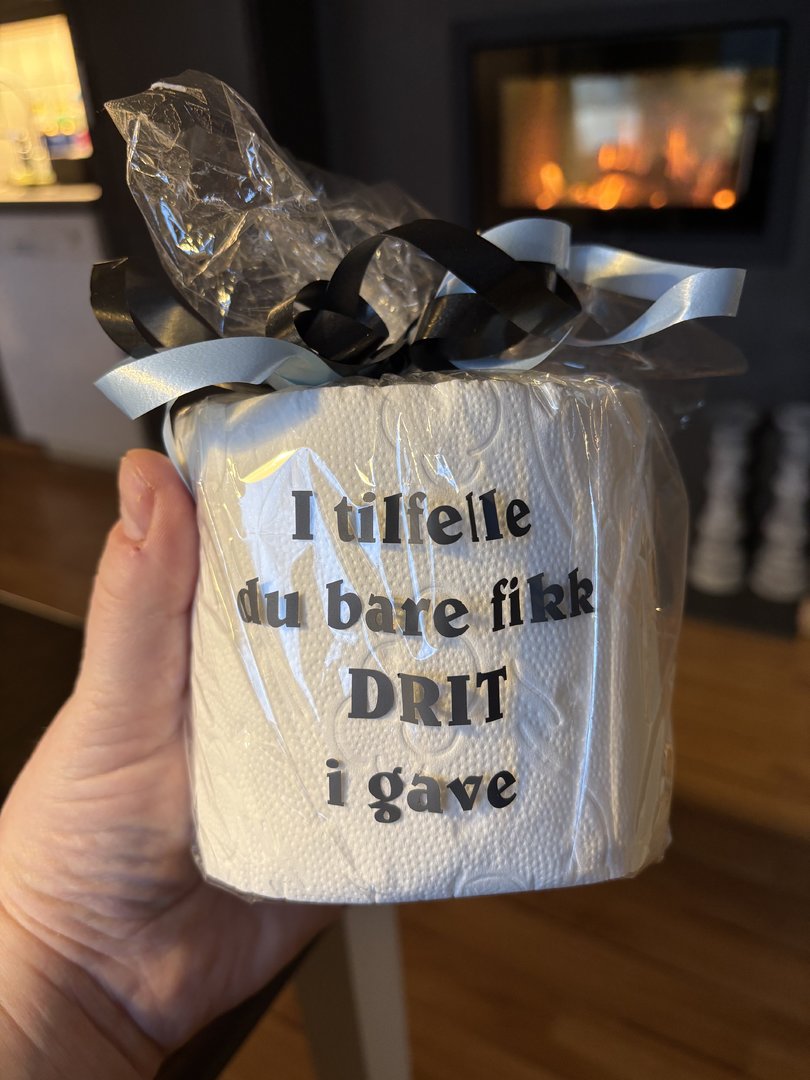 I tilfelle
du bare fikk
DRIT
i gave